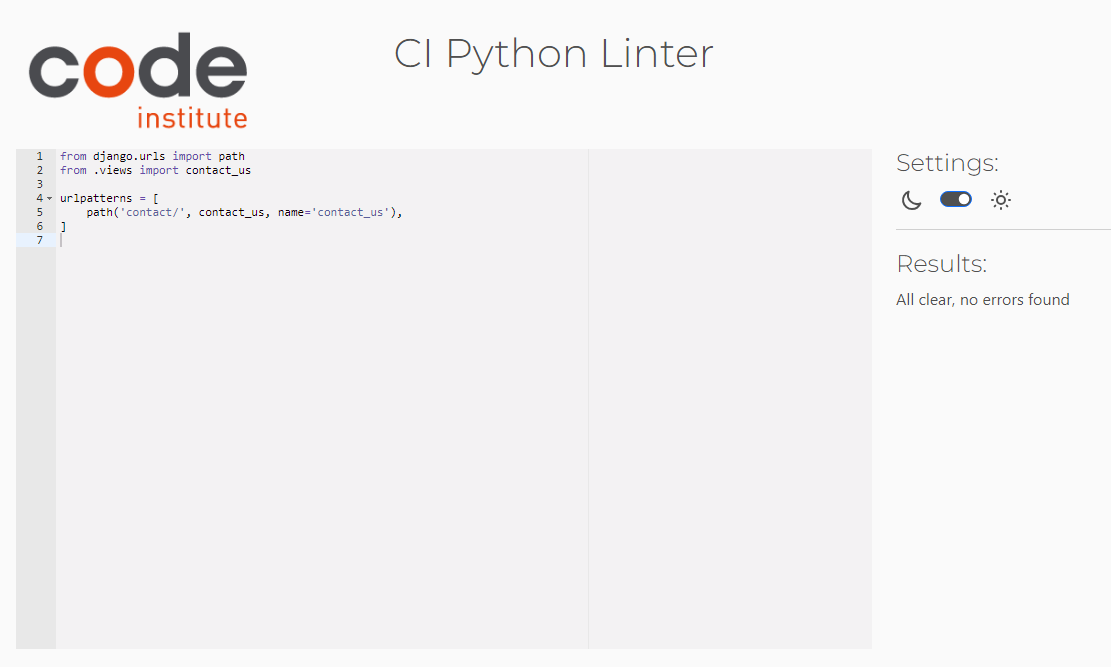 code
institute
CI Python Linter
1 from django.urls import path
2 from .views import contact_us
3
4 urlpatterns = [
5     path('contact/', contact_us, name='contact_us'),
6 ]
7
Settings:
Results:
All clear, no errors found